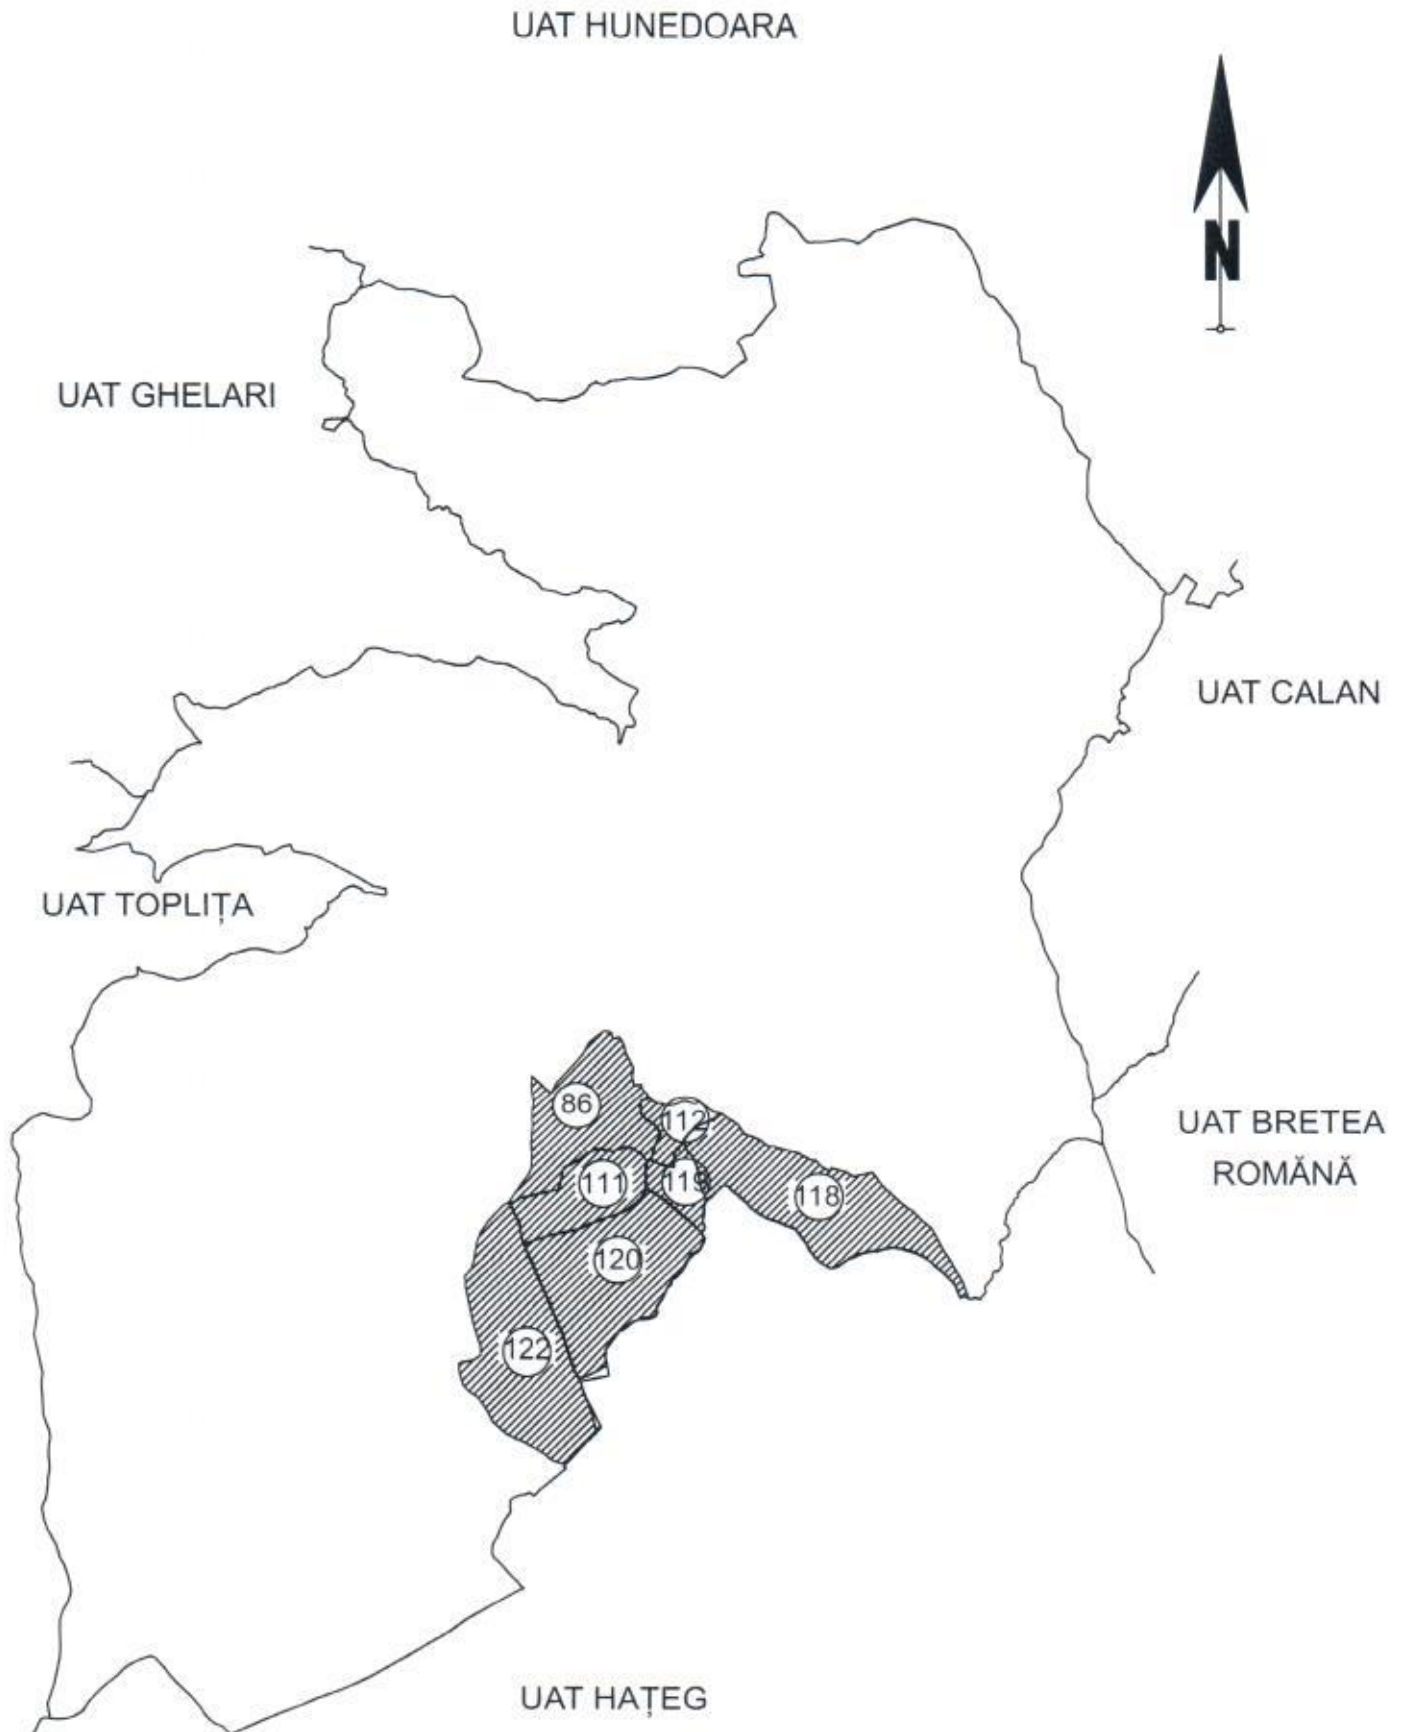 UAT HUNEDOARA
N
UAT GHELARI
UAT CALAN
UAT TOPLIȚA
86
112
UAT BRETEA
ROMĂNĂ
111
119
118
120
122
UAT HAȚEG